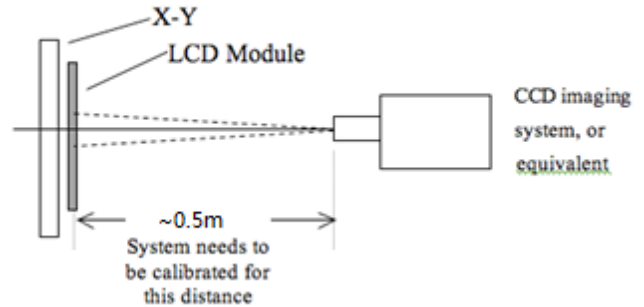 X-Y
LCD Module
CCD imaging
system, or
equivalent
~0.5m
System needs to
be calibrated for
this distance